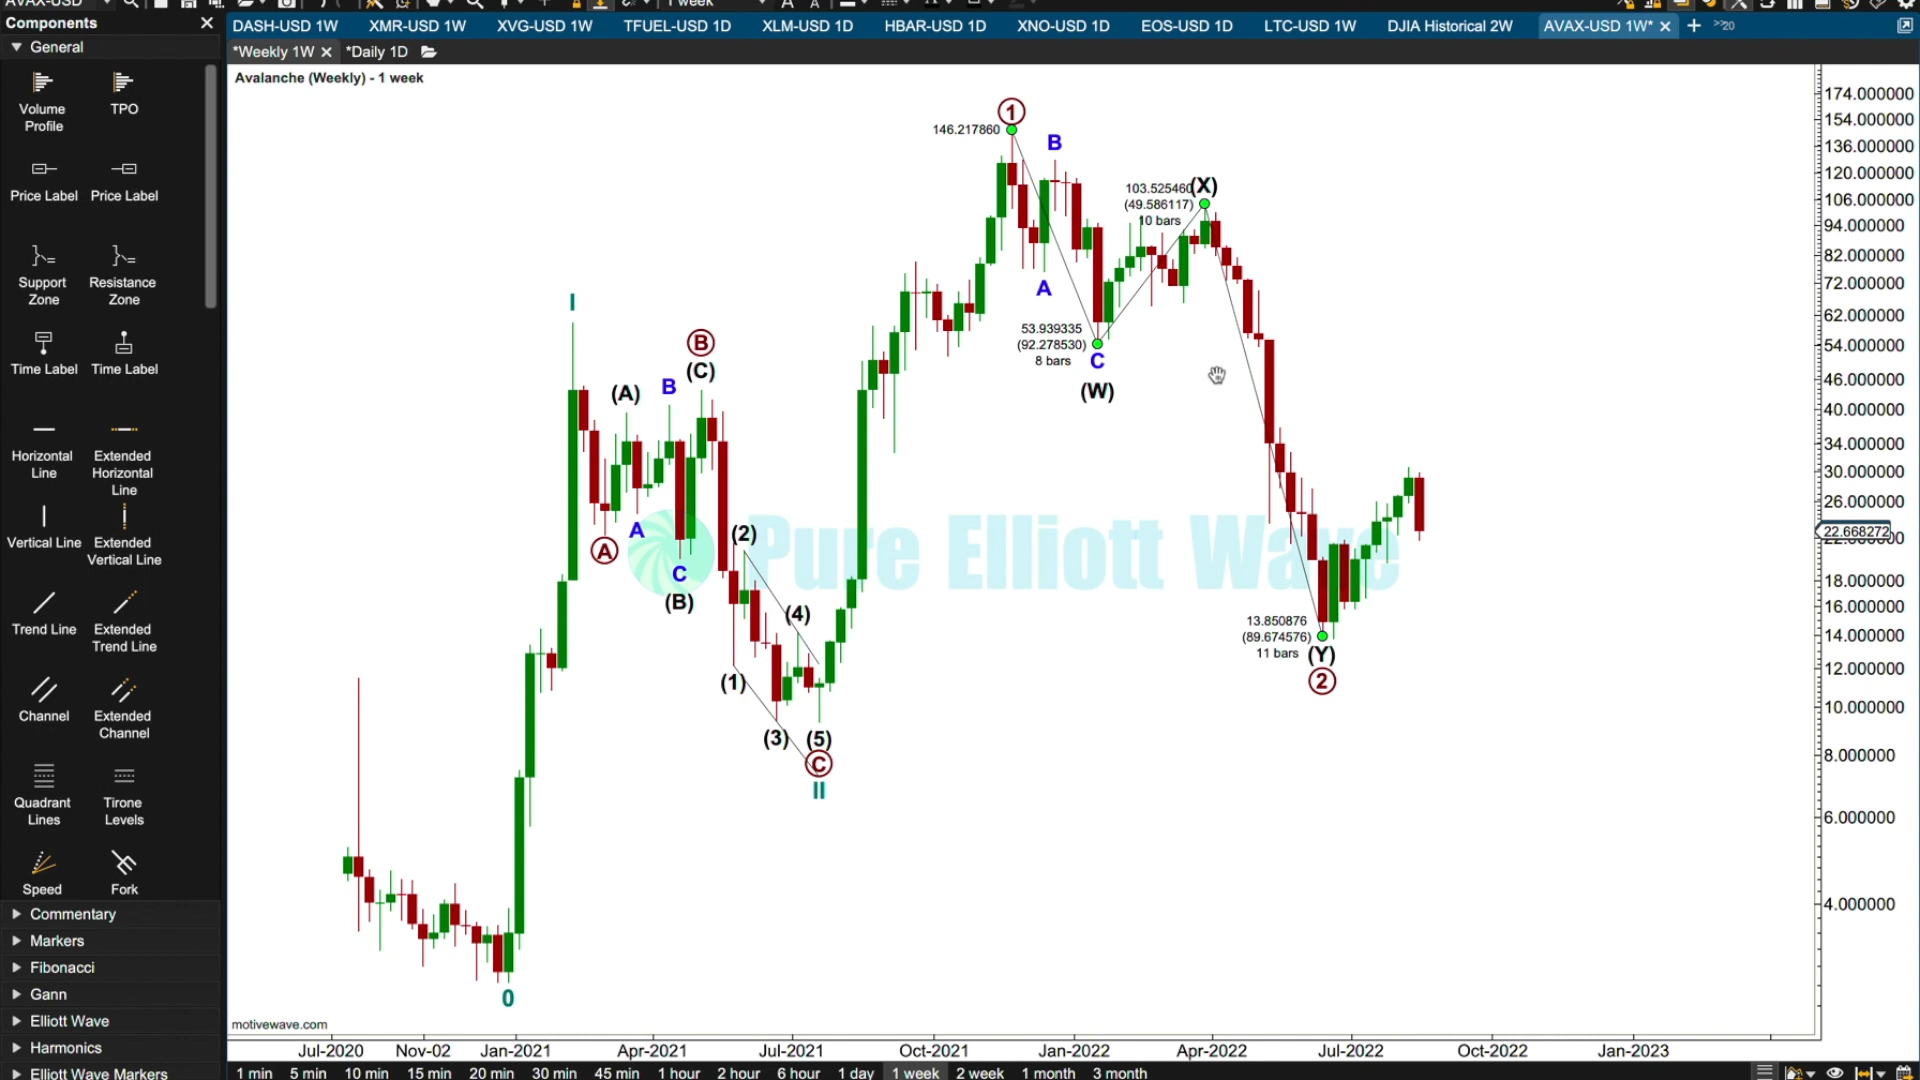 AVAX-USD
1 week
Components
General
Volume Profile
TPO
Price Label
Price Label
Support Zone
Resistance Zone
Time Label
Time Label
Horizontal Line
Extended Horizontal Line
Vertical Line
Extended Vertical Line
Trend Line
Extended Trend Line
Channel
Extended Channel
Quadrant Lines
Tirone Levels
Speed
Fork
Commentary
Markers
Fibonacci
Gann
Elliott Wave
Harmonics
Elliott Wave Markers
DASH-USD 1W
XMR-USD 1W
XVG-USD 1W
TFUEL-USD 1D
XLM-USD 1D
HBAR-USD 1D
XNO-USD 1D
EOS-USD 1D
LTC-USD 1W
DJIA Historical 2W
AVAX-USD 1W*
>>20
*Weekly 1W
*Daily 1D
Avalanche (Weekly) - 1 week
1
146.217860
B
103.525460
(X)
(49.586117)
10 bars
A
53.939335
(92.278530)
8 bars
C
(W)
I
B
(C)
B
(A)
A
A
C
(B)
(2)
(4)
(1)
(3)
(5)
C
II
0
Pure Elliott Wave
13.850876
(89.674576)
11 bars
(Y)
2
174.000000
154.000000
136.000000
120.000000
106.000000
94.000000
82.000000
72.000000
62.000000
54.000000
46.000000
40.000000
34.000000
30.000000
26.000000
22.668272
22.000000
18.000000
16.000000
14.000000
12.000000
10.000000
8.000000
6.000000
4.000000
motivewave.com
Jul-2020
Nov-02
Jan-2021
Apr-2021
Jul-2021
Oct-2021
Jan-2022
Apr-2022
Jul-2022
Oct-2022
Jan-2023
1 min
5 min
10 min
15 min
20 min
30 min
45 min
1 hour
2 hour
6 hour
1 day
1 week
2 week
1 month
3 month